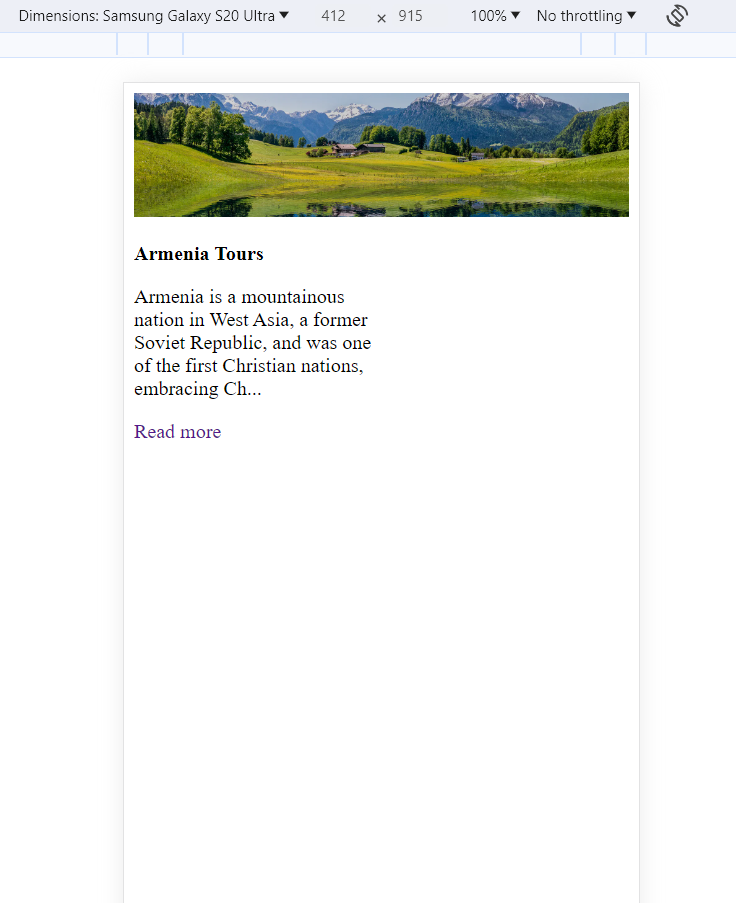 Dimensions: Samsung Galaxy S20 Ultra ▼ 412 × 915 100% ▼ No throttling ▼
Armenia Tours
Armenia is a mountainous
nation in West Asia, a former
Soviet Republic, and was one
of the first Christian nations,
embracing Ch...
Read more